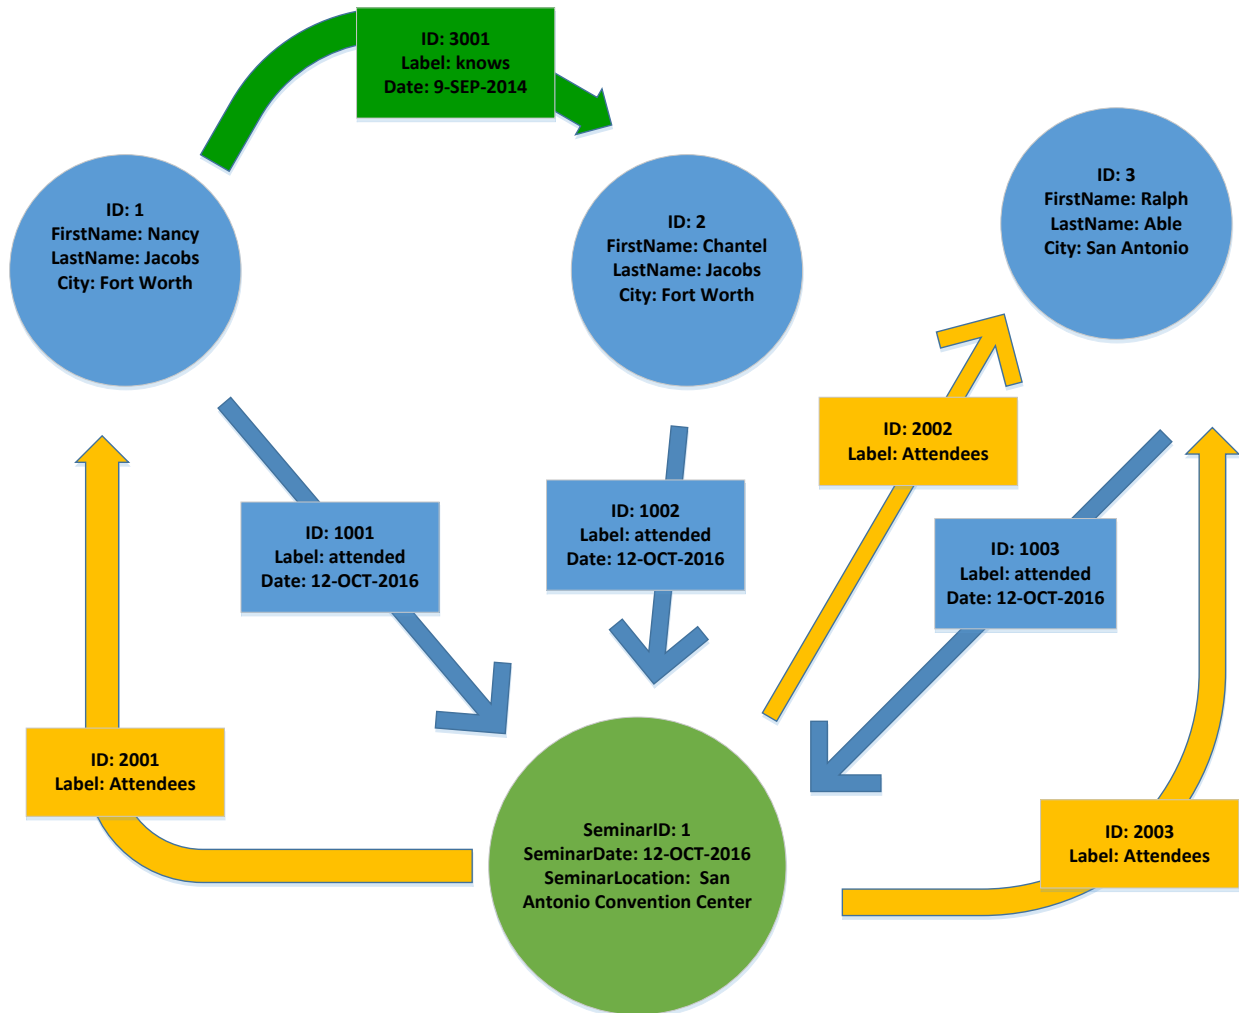 ID: 3001
Label: knows
Date: 9-SEP-2014
ID: 1
FirstName: Nancy
LastName: Jacobs
City: Fort Worth
ID: 2
FirstName: Chantel
LastName: Jacobs
City: Fort Worth
ID: 3
FirstName: Ralph
LastName: Able
City: San Antonio
ID: 2002
Label: Attendees
ID: 1001
Label: attended
Date: 12-OCT-2016
ID: 1002
Label: attended
Date: 12-OCT-2016
ID: 1003
Label: attended
Date: 12-OCT-2016
ID: 2001
Label: Attendees
SeminarID: 1
SeminarDate: 12-OCT-2016
SeminarLocation:  San
Antonio Convention Center
ID: 2003
Label: Attendees